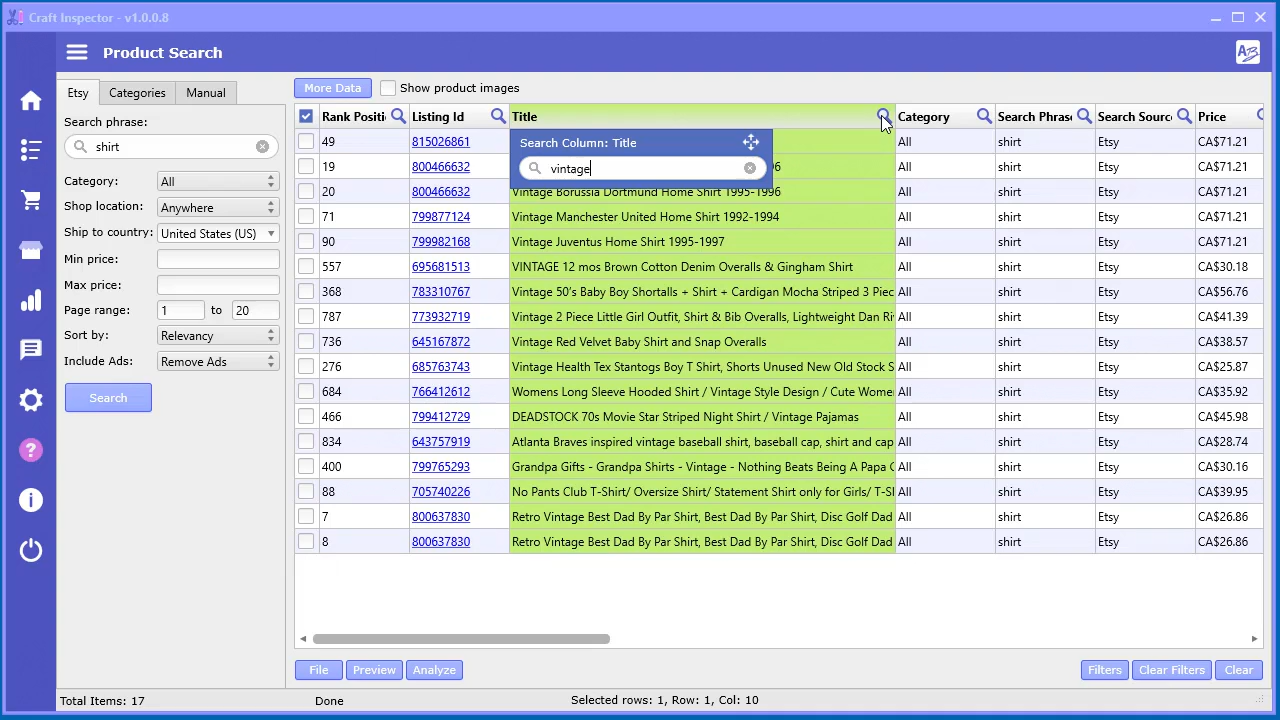 Craft Inspector - v1.0.0.8
Product Search
Etsy Categories Manual
Search phrase:
shirt
Category: All
Shop location: Anywhere
Ship to country: United States (US)
Min price:
Max price:
Page range: 1 to 20
Sort by: Relevancy
Include Ads: Remove Ads
Search
More Data Show product images
Rank Positi Listing Id Title Category Search Phrase Search Source Price
Search Column: Title
vintage
49 815026861 All shirt Etsy CA$71.21
19 800466632 6 All shirt Etsy CA$71.21
20 800466632 Vintage Borussia Dortmund Home Shirt 1995-1996 All shirt Etsy CA$71.21
71 799877124 Vintage Manchester United Home Shirt 1992-1994 All shirt Etsy CA$71.21
90 799982168 Vintage Juventus Home Shirt 1995-1997 All shirt Etsy CA$71.21
557 695681513 VINTAGE 12 mos Brown Cotton Denim Overalls & Gingham Shirt All shirt Etsy CA$30.18
368 783310767 Vintage 50's Baby Boy Shortalls + Shirt + Cardigan Mocha Striped 3 Piec All shirt Etsy CA$56.76
787 773932719 Vintage 2 Piece Little Girl Outfit, Shirt & Bib Overalls, Lightweight Dan Ri All shirt Etsy CA$41.39
736 645167872 Vintage Red Velvet Baby Shirt and Snap Overalls All shirt Etsy CA$38.57
276 685763743 Vintage Health Tex Stantogs Boy T Shirt, Shorts Unused New Old Stock S All shirt Etsy CA$25.87
684 766412612 Womens Long Sleeve Hooded Shirt / Vintage Style Design / Cute Wome All shirt Etsy CA$35.92
466 799412729 DEADSTOCK 70s Movie Star Striped Night Shirt / Vintage Pajamas All shirt Etsy CA$45.98
834 643757919 Atlanta Braves inspired vintage baseball shirt, baseball cap, shirt and cap All shirt Etsy CA$28.74
400 799765293 Grandpa Gifts - Grandpa Shirts - Vintage - Nothing Beats Being A Papa All shirt Etsy CA$30.16
88 705740226 No Pants Club T-Shirt/ Oversize Shirt/ Statement Shirt only for Girls/ T-S All shirt Etsy CA$39.95
7 800637830 Retro Vintage Best Dad By Par Shirt, Best Dad By Par Shirt, Disc Golf Dad All shirt Etsy CA$26.86
8 800637830 Retro Vintage Best Dad By Par Shirt, Best Dad By Par Shirt, Disc Golf Dad All shirt Etsy CA$26.86
File Preview Analyze Filters Clear Filters Clear
Total Items: 17 Done Selected rows: 1, Row: 1, Col: 10